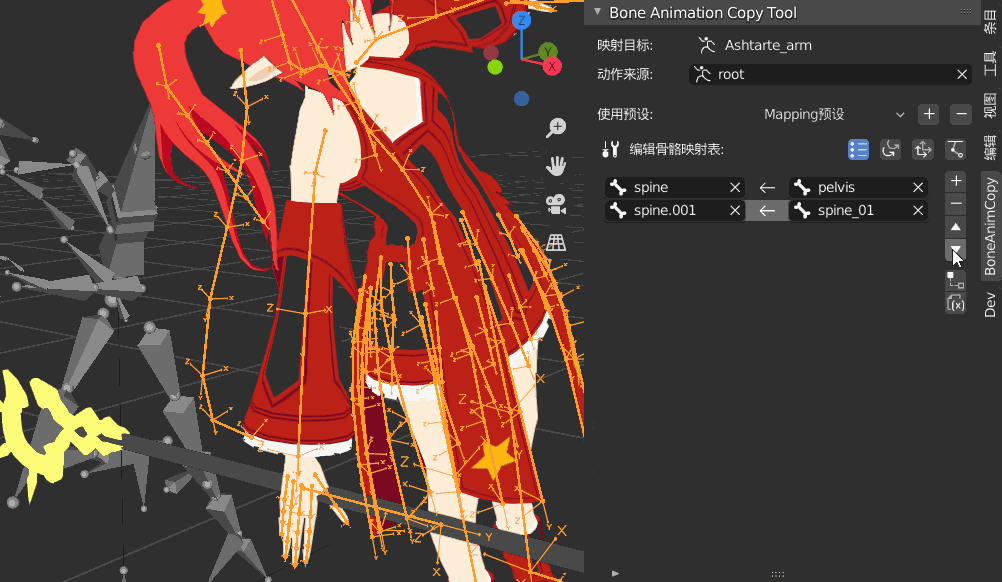 Bone Animation Copy Tool
映射目标:
Ashtarte_arm
动作来源:
root
使用预设:
Mapping预设
编辑骨骼映射表:
spine
pelvis
spine.001
spine_01
条目
工具
视图
编辑
BoneAnimCopy
Dev
Z
Y
X
Z
X
Z
X
Z
Y
Z
Z
Y
X
X